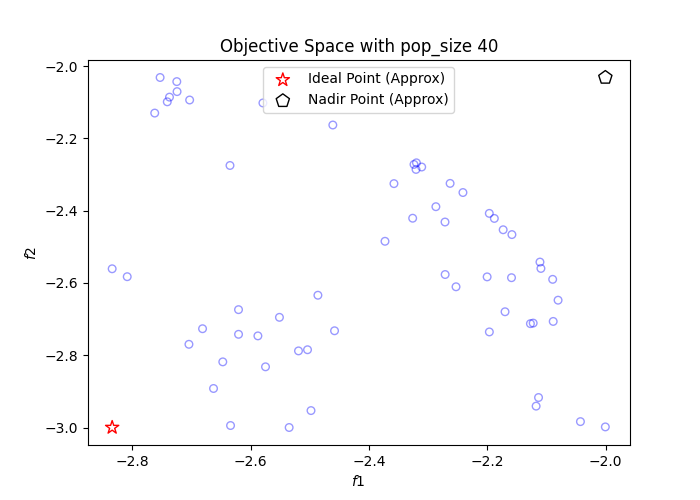 Objective Space with pop_size 40
Ideal Point (Approx)
Nadir Point (Approx)
−2.0
−2.2
−2.4
−2.6
−2.8
−3.0
f2
−2.8
−2.6
−2.4
−2.2
−2.0
f1